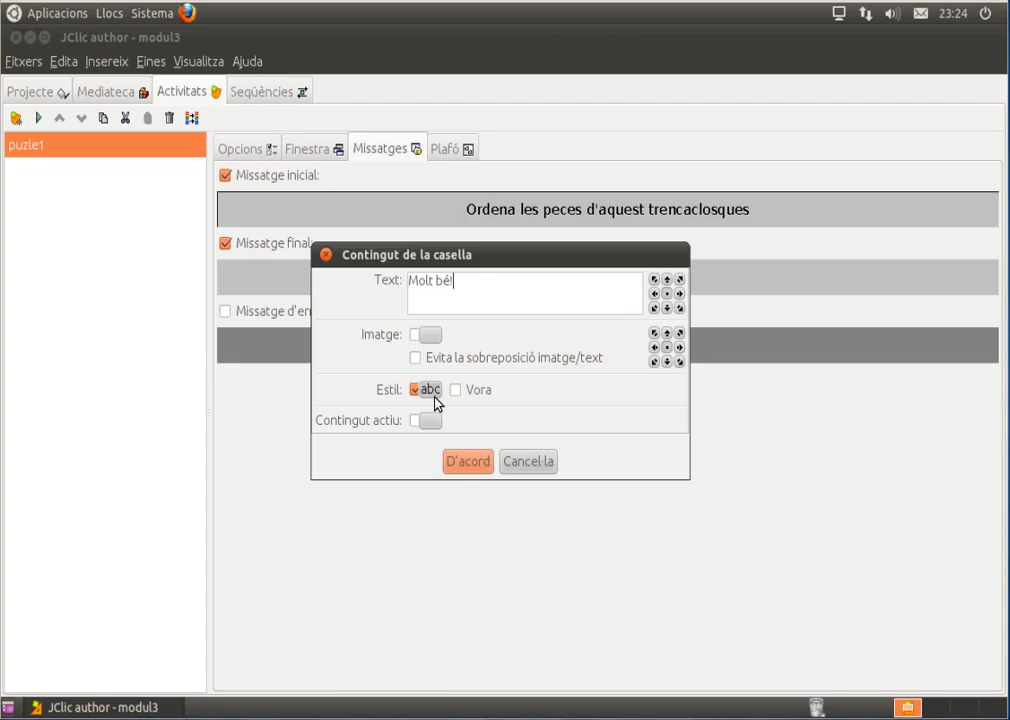 Aplicacions Llocs Sistema 23:24
JClic author - modul3
Fitxers Edita Insereix Eines Visualitza Ajuda
Projecte Mediateca Activitats Seqüències
puzle1
Opcions Finestra Missatges Plafó
Missatge inicial:
Ordena les peces d'aquest trencaclosques
Missatge final:
Contingut de la casella
Text: Molt bé!
Missatge d'er
Imatge:
Evita la sobreposició imatge/text
Estil: abc Vora
Contingut actiu:
D'acord Cancel·la
JClic author - modul3